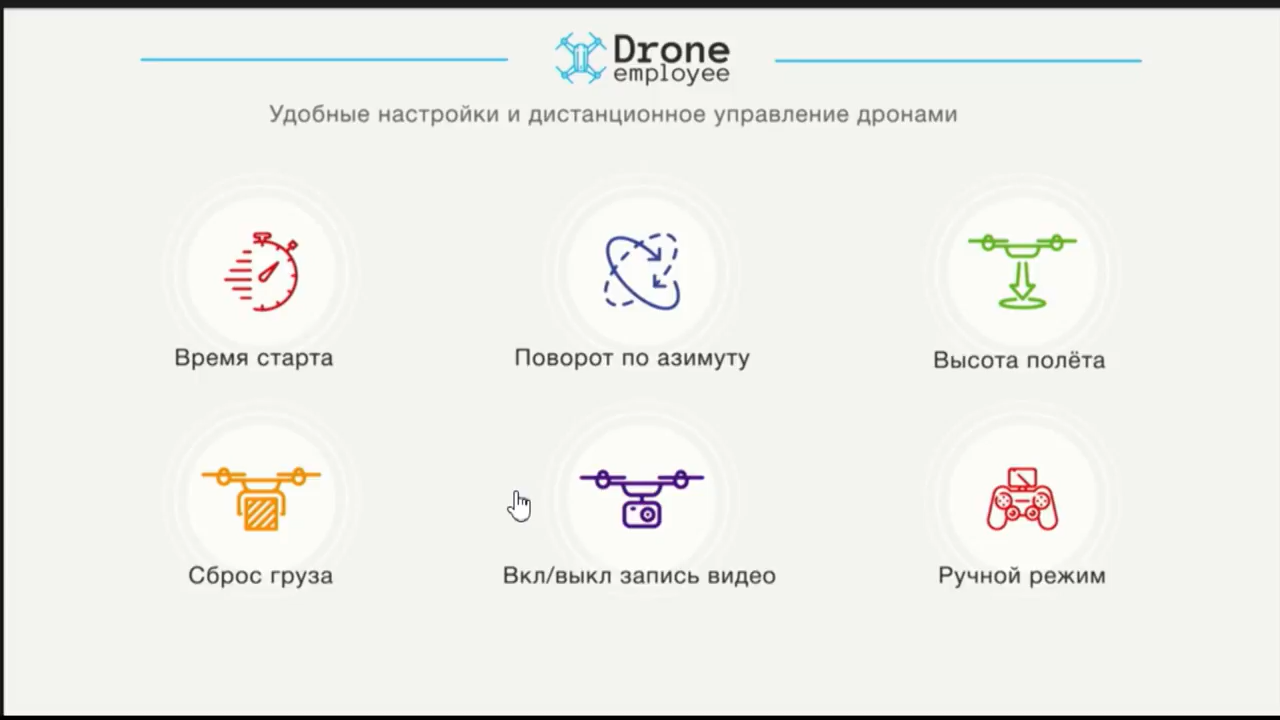 Drone
employee
Удобные настройки и дистанционное управление дронами
Время старта
Поворот по азимуту
Высота полёта
Сброс груза
Вкл/выкл запись видео
Ручной режим